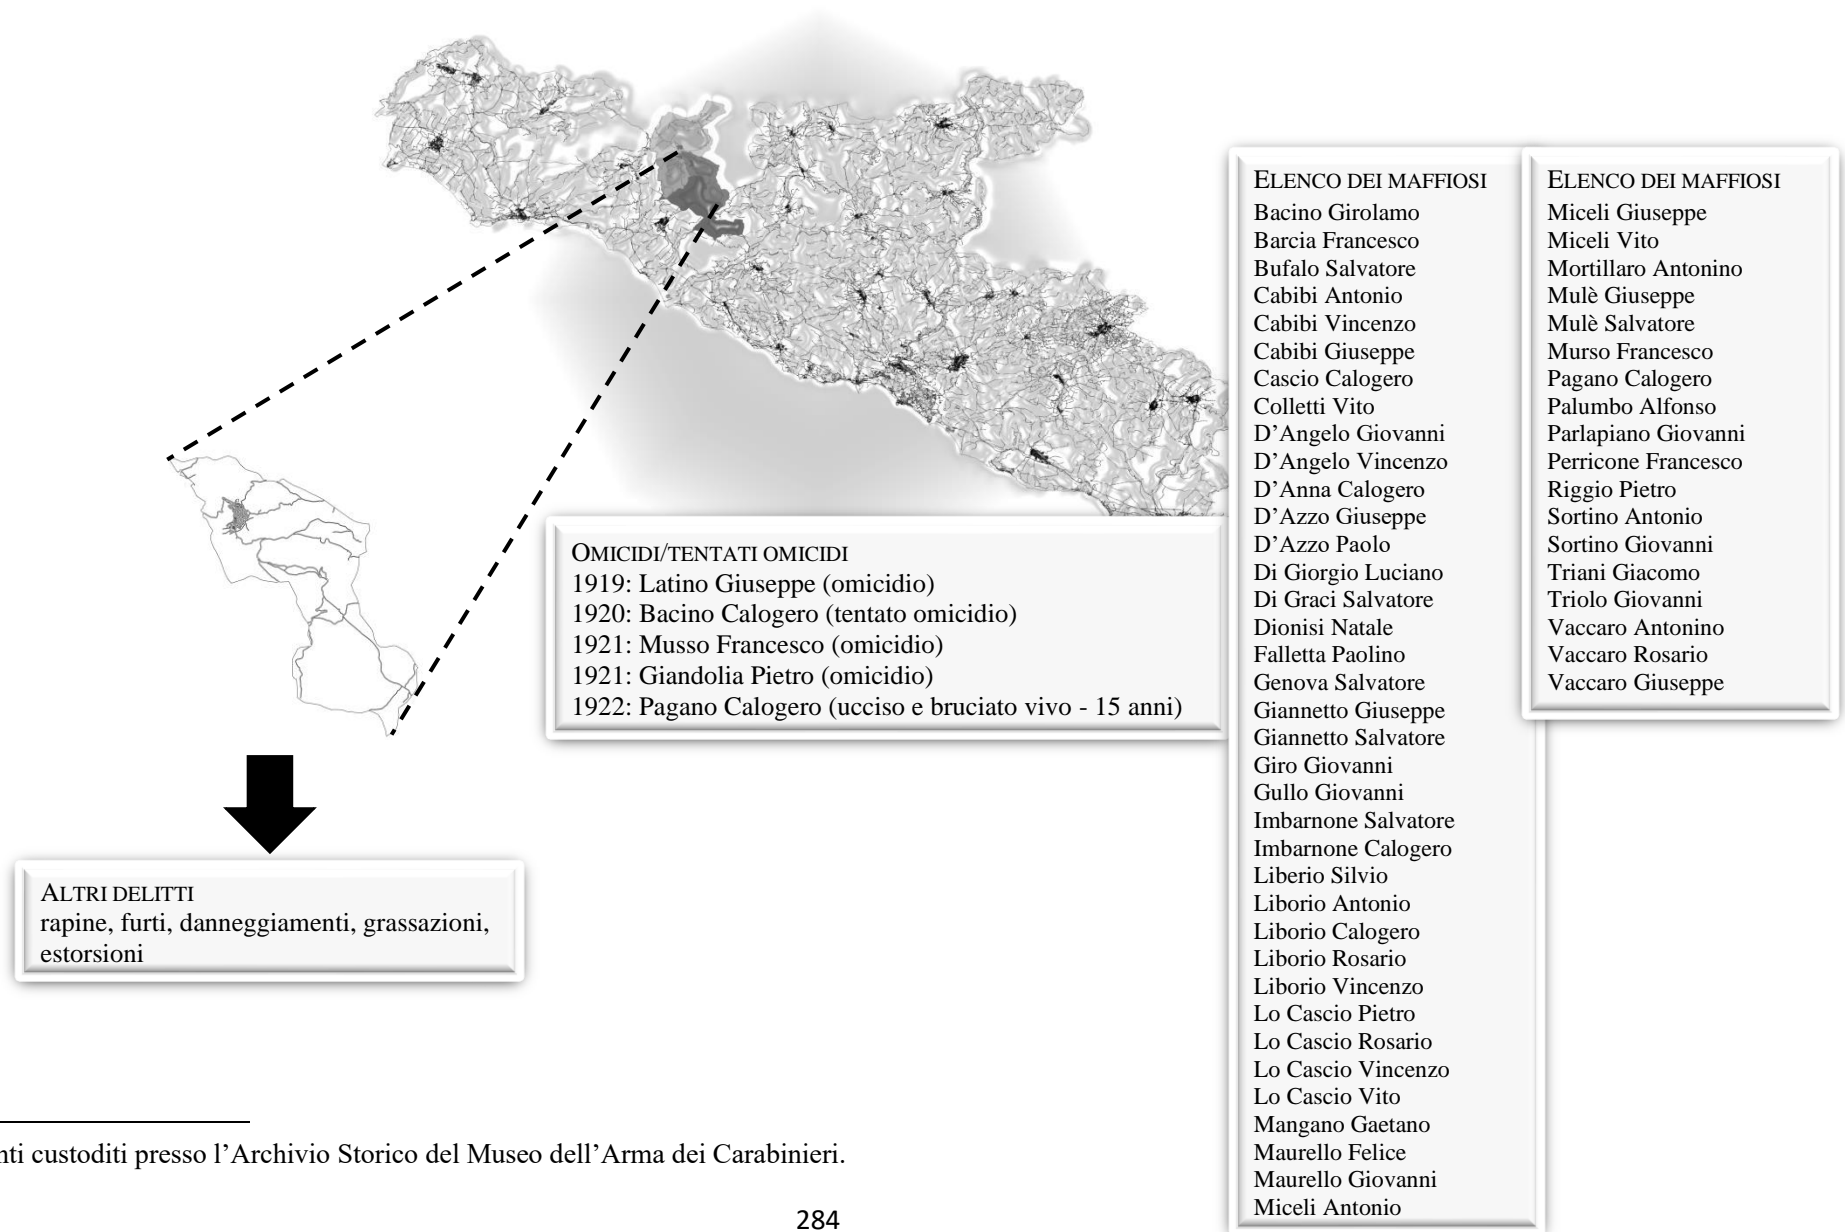 ELENCO DEI MAFFIOSI
Bacino Girolamo
Barcia Francesco
Bufalo Salvatore
Cabibi Antonio
Cabibi Vincenzo
Cabibi Giuseppe
Cascio Calogero
Colletti Vito
D’Angelo Giovanni
D’Angelo Vincenzo
D’Anna Calogero
D’Azzo Giuseppe
D’Azzo Paolo
Di Giorgio Luciano
Di Graci Salvatore
Dionisi Natale
Falletta Paolino
Genova Salvatore
Giannetto Giuseppe
Giannetto Salvatore
Giro Giovanni
Gullo Giovanni
Imbarnone Salvatore
Imbarnone Calogero
Liberio Silvio
Liborio Antonio
Liborio Calogero
Liborio Rosario
Liborio Vincenzo
Lo Cascio Pietro
Lo Cascio Rosario
Lo Cascio Vincenzo
Lo Cascio Vito
Mangano Gaetano
Maurello Felice
Maurello Giovanni
Miceli Antonio
ELENCO DEI MAFFIOSI
Miceli Giuseppe
Miceli Vito
Mortillaro Antonino
Mulè Giuseppe
Mulè Salvatore
Murso Francesco
Pagano Calogero
Palumbo Alfonso
Parlapiano Giovanni
Perricone Francesco
Riggio Pietro
Sortino Antonio
Sortino Giovanni
Triani Giacomo
Triolo Giovanni
Vaccaro Antonino
Vaccaro Rosario
Vaccaro Giuseppe
OMICIDI/TENTATI OMICIDI
1919: Latino Giuseppe (omicidio)
1920: Bacino Calogero (tentato omicidio)
1921: Musso Francesco (omicidio)
1921: Giandolia Pietro (omicidio)
1922: Pagano Calogero (ucciso e bruciato vivo - 15 anni)
ALTRI DELITTI
rapine, furti, danneggiamenti, grassazioni,
estorsioni
nti custoditi presso l’Archivio Storico del Museo dell’Arma dei Carabinieri.
284